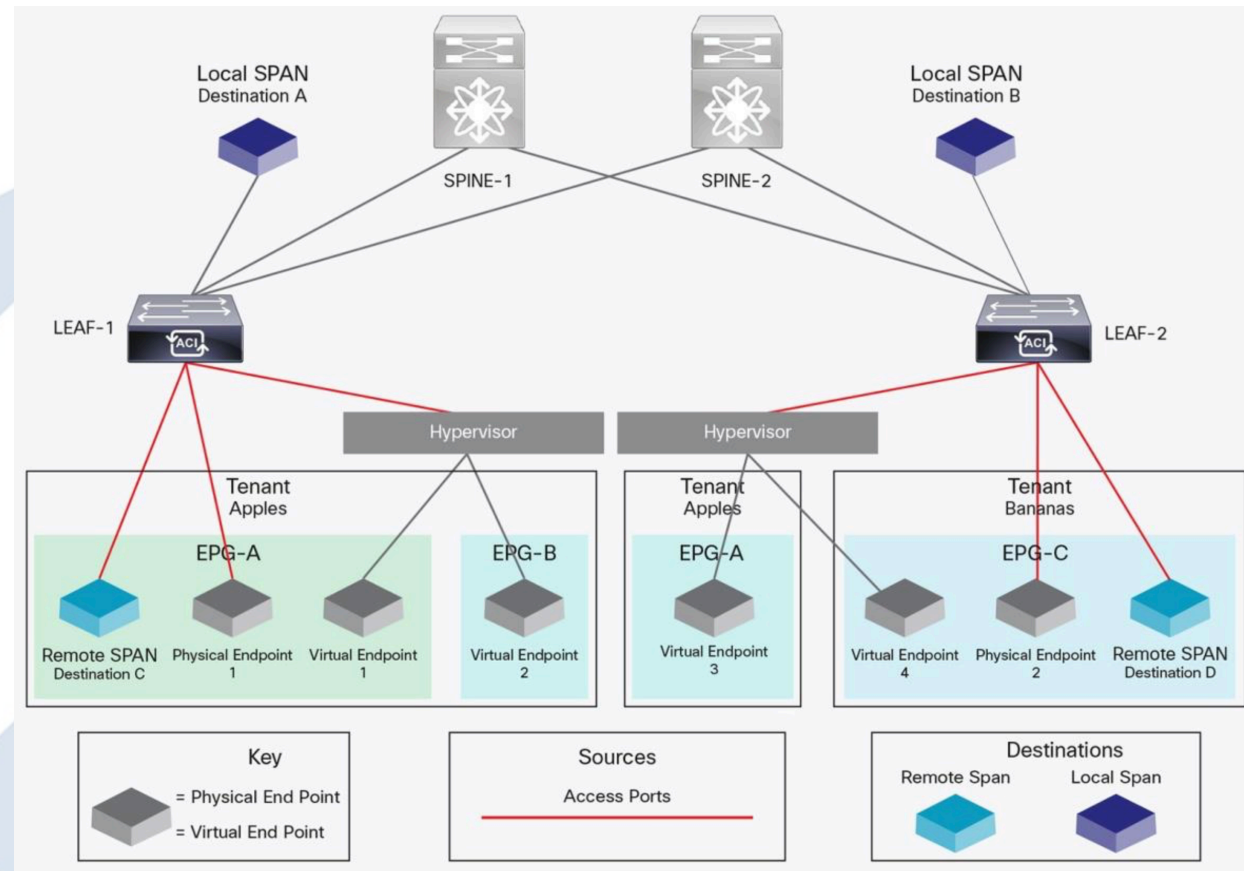 Local SPAN
Destination A
Local SPAN
Destination B
SPINE-1
SPINE-2
LEAF-1
ACI
ACI
LEAF-2
Hypervisor
Hypervisor
Tenant
Apples
Tenant
Apples
Tenant
Bananas
EPG-A
EPG-B
EPG-A
EPG-C
Remote SPAN
Destination C
Physical Endpoint
1
Virtual Endpoint
1
Virtual Endpoint
2
Virtual Endpoint
3
Virtual Endpoint
4
Physical Endpoint
2
Remote SPAN
Destination D
Key
= Physical End Point
= Virtual End Point
Sources
Access Ports
Destinations
Remote Span
Local Span